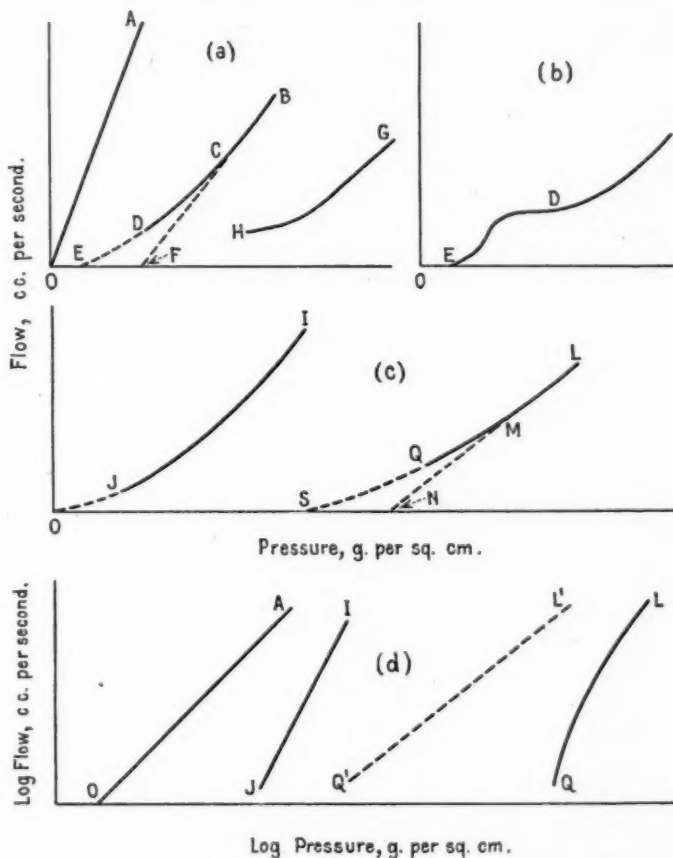 A
(a)
B
C
G
D
H
E
F
O
(b)
D
E
O
Flow, c c. per second.
I
(c)
L
J
Q
M
S
N
O
Pressure, g. per sq. cm.
A
I
L'
L
(d)
O
J
Q'
Q
Log Flow, c c. per second.
Log Pressure, g. per sq. cm.